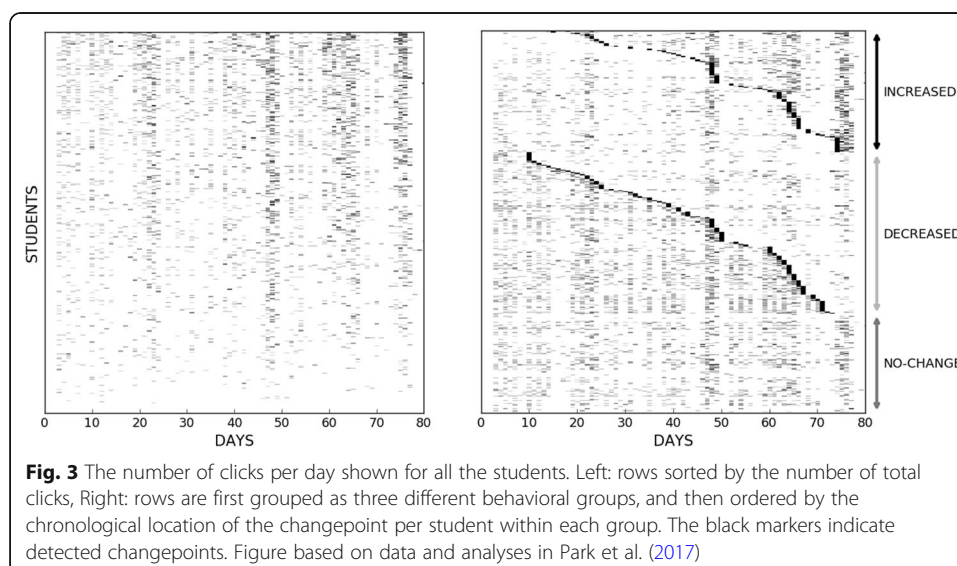 STUDENTS
0 10 20 30 40 50 60 70 80
DAYS
INCREASED
DECREASED
NO-CHANGE
0 10 20 30 40 50 60 70 80
DAYS
Fig. 3 The number of clicks per day shown for all the students. Left: rows sorted by the number of total
clicks, Right: rows are first grouped as three different behavioral groups, and then ordered by the
chronological location of the changepoint per student within each group. The black markers indicate
detected changepoints. Figure based on data and analyses in Park et al. (2017)